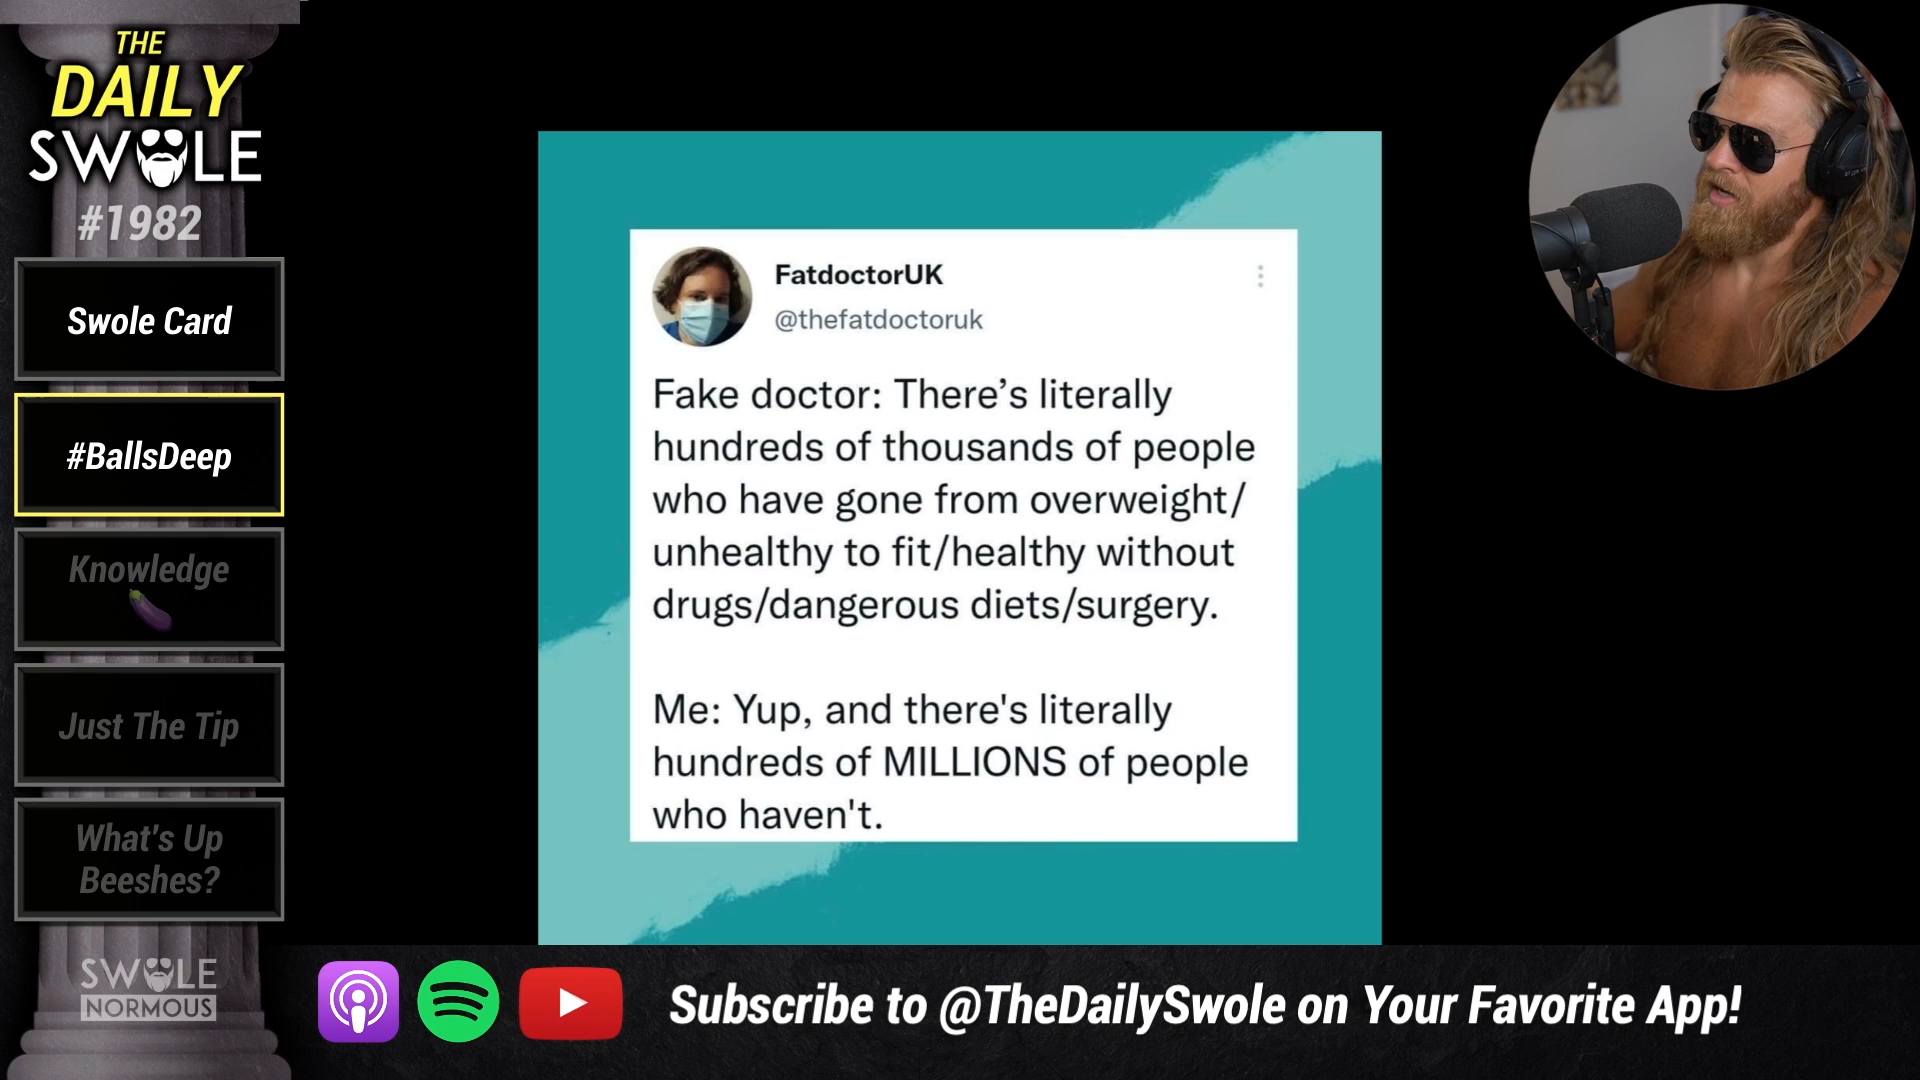 THE
DAILY
SWOLE
#1982
Swole Card
#BallsDeep
Knowledge
Just The Tip
What's Up
Beeshes?
SWOLE
NORMOUS
FatdoctorUK
@thefatdoctoruk
Fake doctor: There’s literally
hundreds of thousands of people
who have gone from overweight/
unhealthy to fit/healthy without
drugs/dangerous diets/surgery.
Me: Yup, and there's literally
hundreds of MILLIONS of people
who haven't.
Subscribe to @TheDailySwole on Your Favorite App!